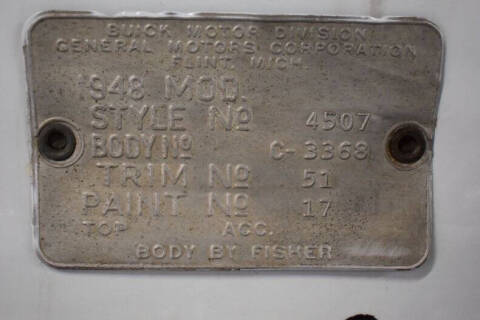 BUICK MOTOR DIVISION
GENERAL MOTORS CORPORATION
FLINT, MICH.
1948 MOD.
STYLE Nº 4507
BODY Nº C-3368
TRIM Nº 51
PAINT Nº 17
TOP ACC.
BODY BY FISHER